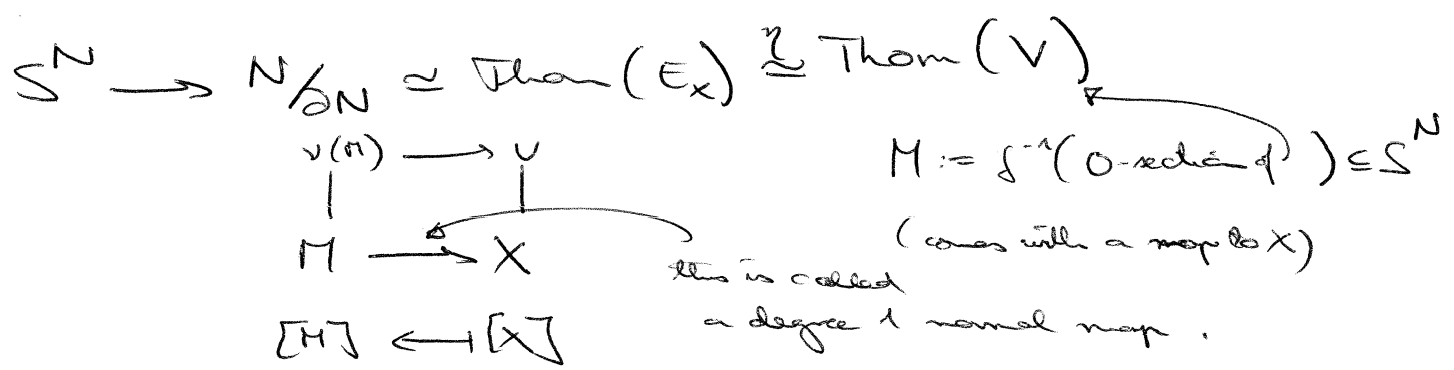 S^N → N/∂N ≃ Thom(E_X) ≃^η Thom(V)
ν(M) → V
M := f^{-1}(0-section of ) ⊆ S^N
M → X
(comes with a map to X)
this is called
a degree 1 normal map.
[M] ↤ [X]